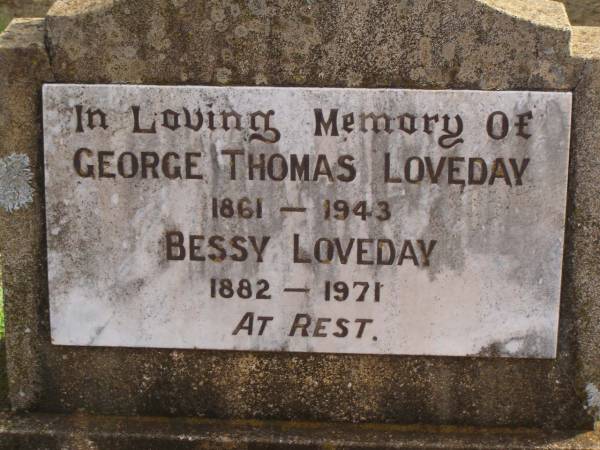 In Loving Memory Of
GEORGE THOMAS LOVEDAY
1861 — 1943
BESSY LOVEDAY
1882 — 1971
AT REST.